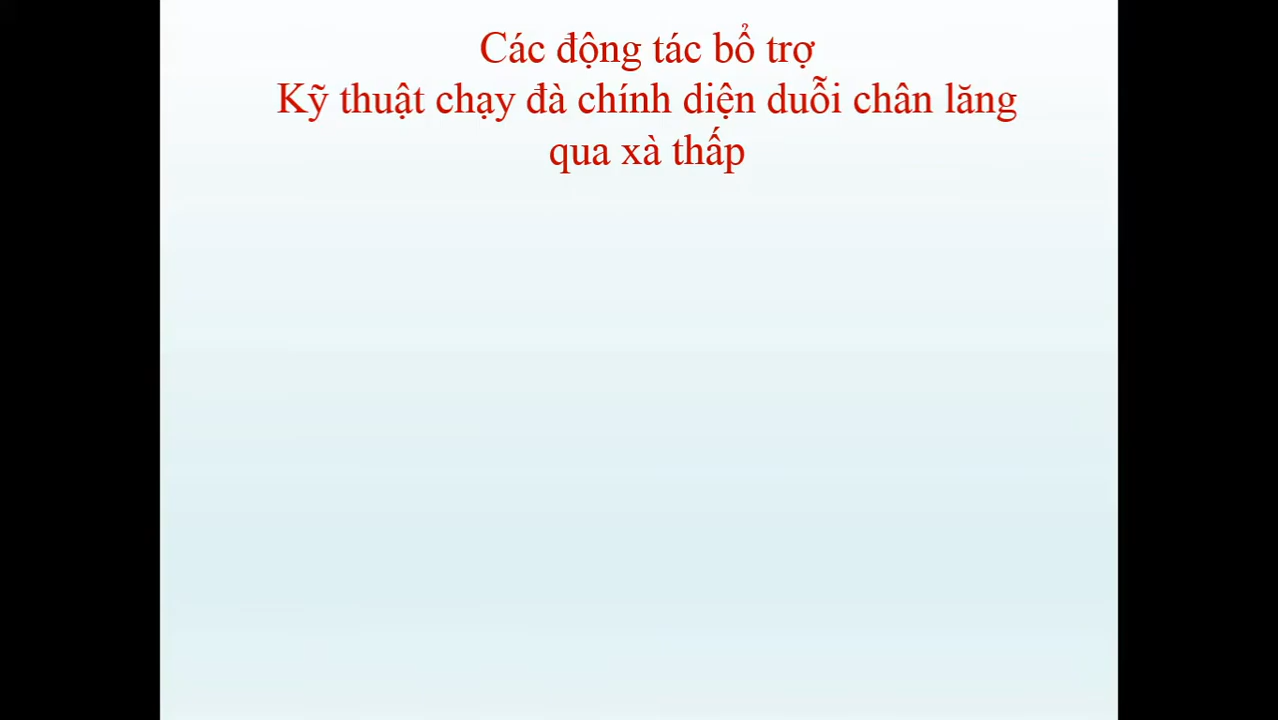 Các động tác bổ trợ
Kỹ thuật chạy đà chính diện duỗi chân lăng
qua xà thấp